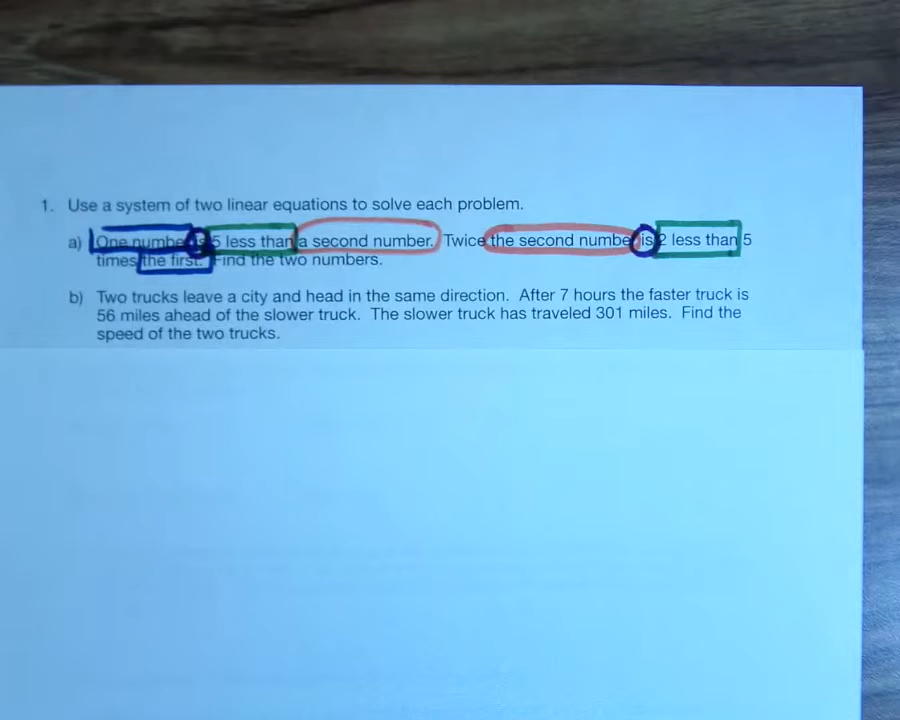 1. Use a system of two linear equations to solve each problem.
a) One number is 5 less than a second number. Twice the second number is 2 less than 5
times the first. Find the two numbers.
b) Two trucks leave a city and head in the same direction. After 7 hours the faster truck is
56 miles ahead of the slower truck. The slower truck has traveled 301 miles. Find the
speed of the two trucks.